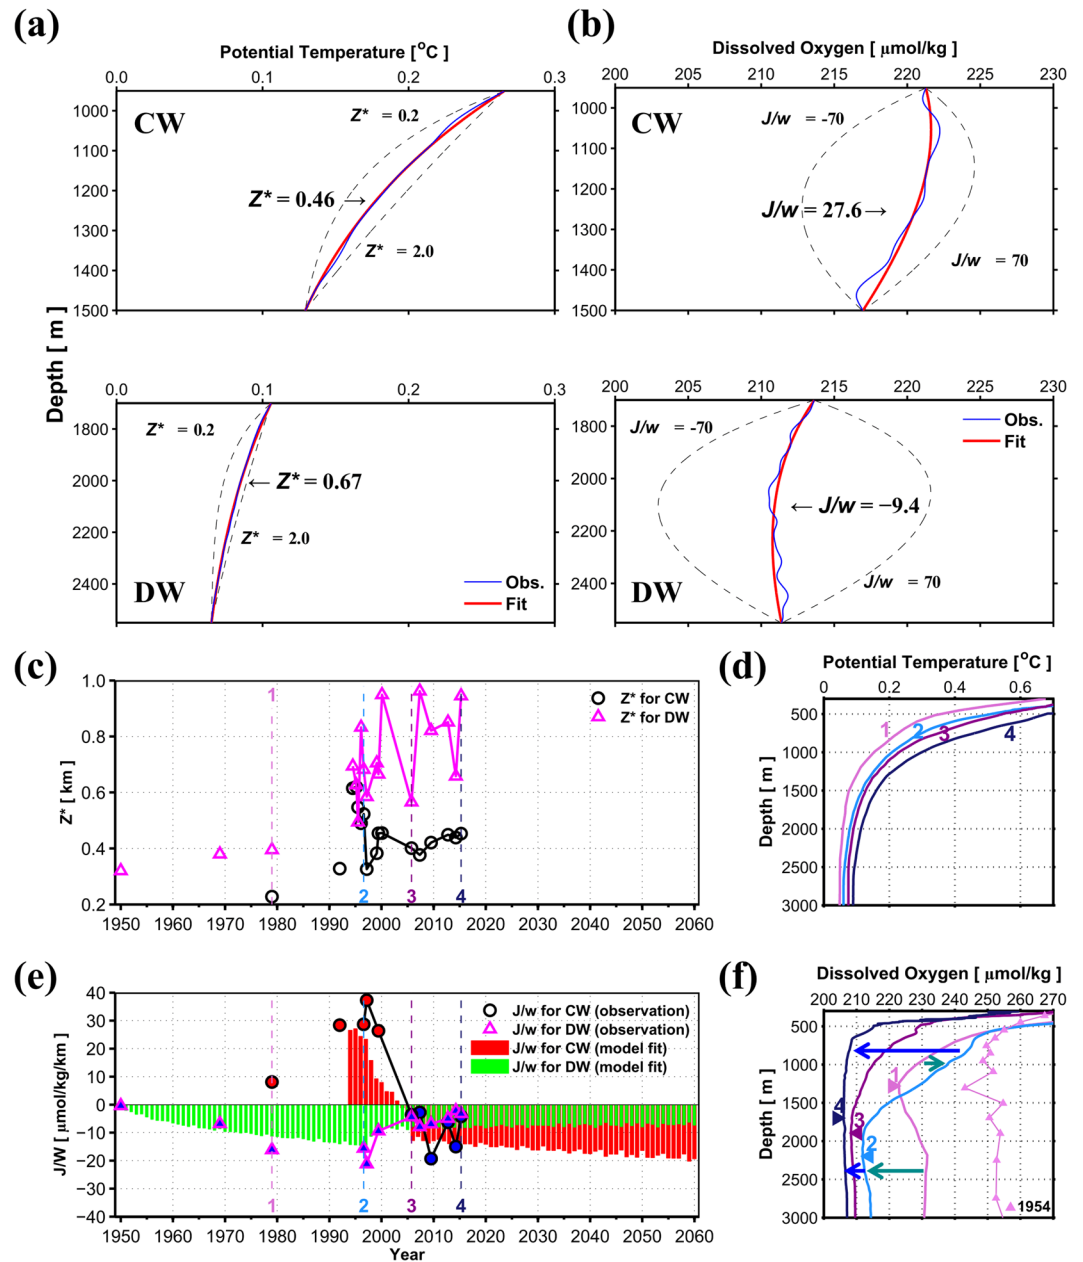 (a)
Potential Temperature [°C]
0.0 0.1 0.2 0.3
1000
1100
1200
1300
1400
1500
CW
Z* = 0.2
Z* = 0.46 →
Z* = 2.0
(b)
Dissolved Oxygen [ μmol/kg ]
200 205 210 215 220 225 230
1000
1100
1200
1300
1400
1500
CW
J/w = -70
J/w = 27.6→
J/w = 70
Depth [ m ]
0.0 0.1 0.2 0.3
1800
2000
2200
2400
Z* = 0.2
← Z* = 0.67
Z* = 2.0
DW
Obs.
Fit
200 205 210 215 220 225 230
1800
2000
2200
2400
J/w = -70
Obs.
Fit
← J/w = −9.4
J/w = 70
DW
(c)
1.0
0.8
0.6
0.4
0.2
Z* [ km ]
1 2 3 4
Z* for CW
Z* for DW
1950 1960 1970 1980 1990 2000 2010 2020 2030 2040 2050 2060
(d)
Potential Temperature [°C]
0 0.2 0.4 0.6
500
1000
1500
2000
2500
3000
Depth [ m ]
1 2 3 4
(e)
40
30
20
10
0
−10
−20
−30
−40
J/W [ μmol/kg/km ]
J/w for CW (observation)
J/w for DW (observation)
J/w for CW (model fit)
J/w for DW (model fit)
1 2 3 4
1950 1960 1970 1980 1990 2000 2010 2020 2030 2040 2050 2060
Year
(f)
Dissolved Oxygen [ μmol/kg ]
200 210 220 230 240 250 260 270
500
1000
1500
2000
2500
3000
Depth [ m ]
1
4
3
2
1954